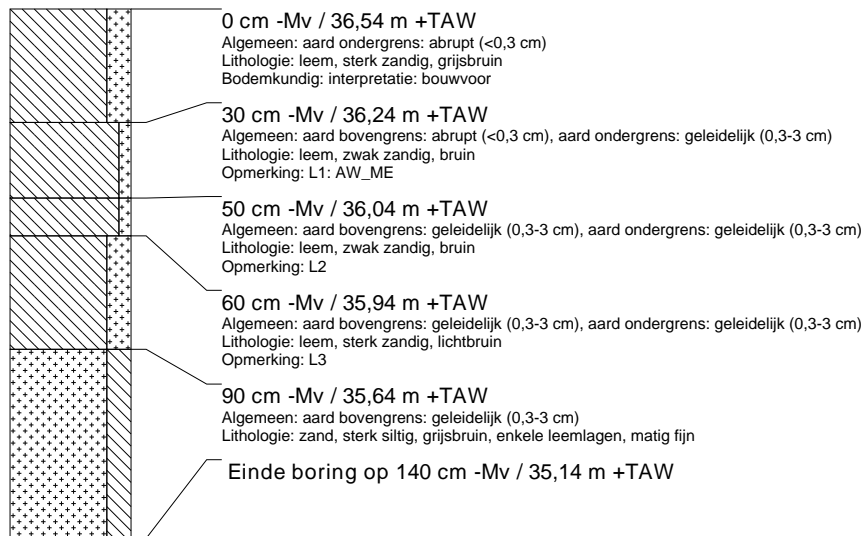 0 cm -Mv / 36,54 m +TAW
Algemeen: aard ondergrens: abrupt (<0,3 cm)
Lithologie: leem, sterk zandig, grijsbruin
Bodemkundig: interpretatie: bouwvoor
30 cm -Mv / 36,24 m +TAW
Algemeen: aard bovengrens: abrupt (<0,3 cm), aard ondergrens: geleidelijk (0,3-3 cm)
Lithologie: leem, zwak zandig, bruin
Opmerking: L1: AW_ME
50 cm -Mv / 36,04 m +TAW
Algemeen: aard bovengrens: geleidelijk (0,3-3 cm), aard ondergrens: geleidelijk (0,3-3 cm)
Lithologie: leem, zwak zandig, bruin
Opmerking: L2
60 cm -Mv / 35,94 m +TAW
Algemeen: aard bovengrens: geleidelijk (0,3-3 cm), aard ondergrens: geleidelijk (0,3-3 cm)
Lithologie: leem, sterk zandig, lichtbruin
Opmerking: L3
90 cm -Mv / 35,64 m +TAW
Algemeen: aard bovengrens: geleidelijk (0,3-3 cm)
Lithologie: zand, sterk siltig, grijsbruin, enkele leemlagen, matig fijn
Einde boring op 140 cm -Mv / 35,14 m +TAW